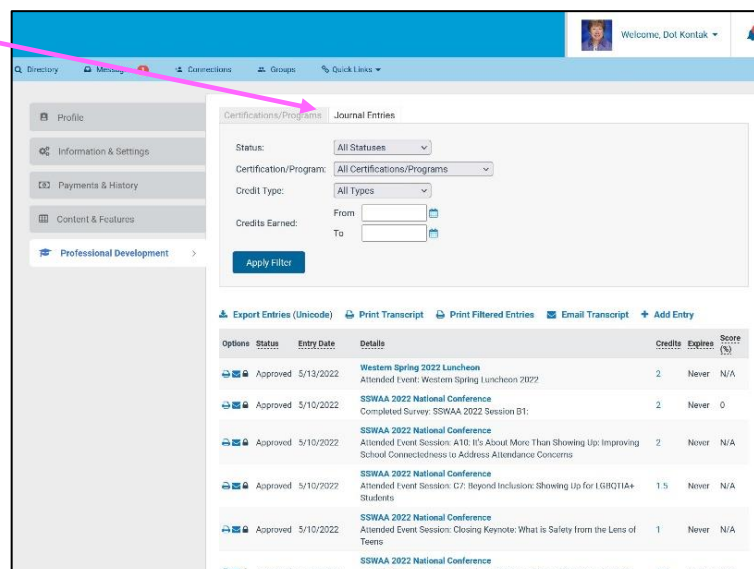 Welcome, Dot Kontak
Directory Messag Connections Groups Quick Links
Profile
Information & Settings
Payments & History
Content & Features
Professional Development
Certifications/Programs Journal Entries
Status: All Statuses
Certification/Program: All Certifications/Programs
Credit Type: All Types
Credits Earned: From
To
Apply Filter
Export Entries (Unicode) Print Transcript Print Filtered Entries Email Transcript + Add Entry
Options Status Entry Date Details Credits Expires Score (%)
Western Spring 2022 Luncheon
Approved 5/13/2022 Attended Event: Western Spring Luncheon 2022 2 Never N/A
SSWAA 2022 National Conference
Approved 5/10/2022 Completed Survey: SSWAA 2022 Session B1: 2 Never 0
SSWAA 2022 National Conference
Approved 5/10/2022 Attended Event Session: A10: It's About More Than Showing Up: Improving 2 Never N/A
School Connectedness to Address Attendance Concerns
SSWAA 2022 National Conference
Approved 5/10/2022 Attended Event Session: C7: Beyond Inclusion: Showing Up for LGBQTIA+ 1.5 Never N/A
Students
SSWAA 2022 National Conference
Approved 5/10/2022 Attended Event Session: Closing Keynote: What is Safety from the Lens of 1 Never N/A
Teens
SSWAA 2022 National Conference